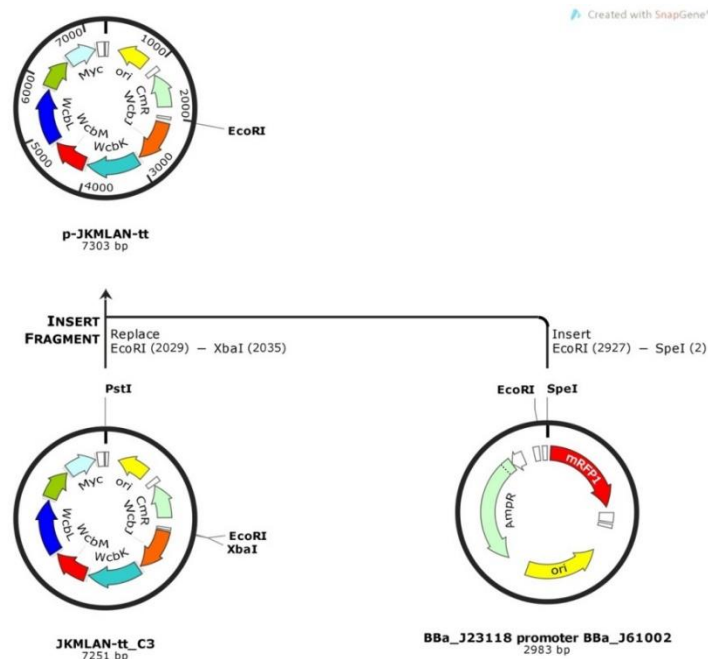 Created with SnapGene
7000
1000
6000
2000
5000
4000
3000
Myc
ori
CmR
WcbJ
WcbL
WcbM
WcbK
EcoRI
p-JKMLAN-tt
7303 bp
INSERT
FRAGMENT
Replace
EcoRI (2029) – XbaI (2035)
Insert
EcoRI (2927) – SpeI (2)
PstI
EcoRI
SpeI
Myc
ori
CmR
WcbJ
WcbL
WcbM
WcbK
EcoRI
XbaI
mRFP1
AmpR
ori
JKMLAN-tt_C3
7251 bp
BBa_J23118 promoter BBa_J61002
2983 bp